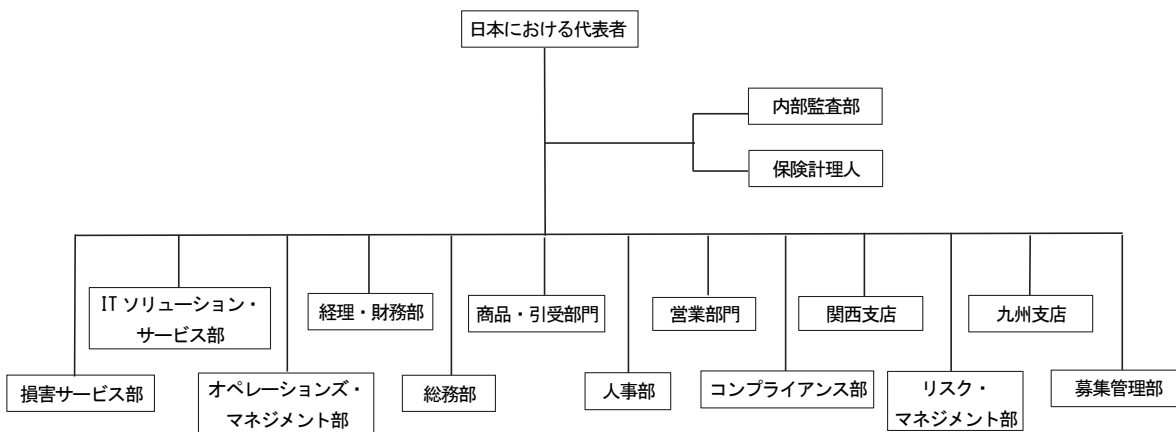 日本における代表者
内部監査部
保険計理人
IT ソリューション・
サービス部
経理・財務部
商品・引受部門
営業部門
関西支店
九州支店
損害サービス部
オペレーションズ・
マネジメント部
総務部
人事部
コンプライアンス部
リスク・
マネジメント部
募集管理部